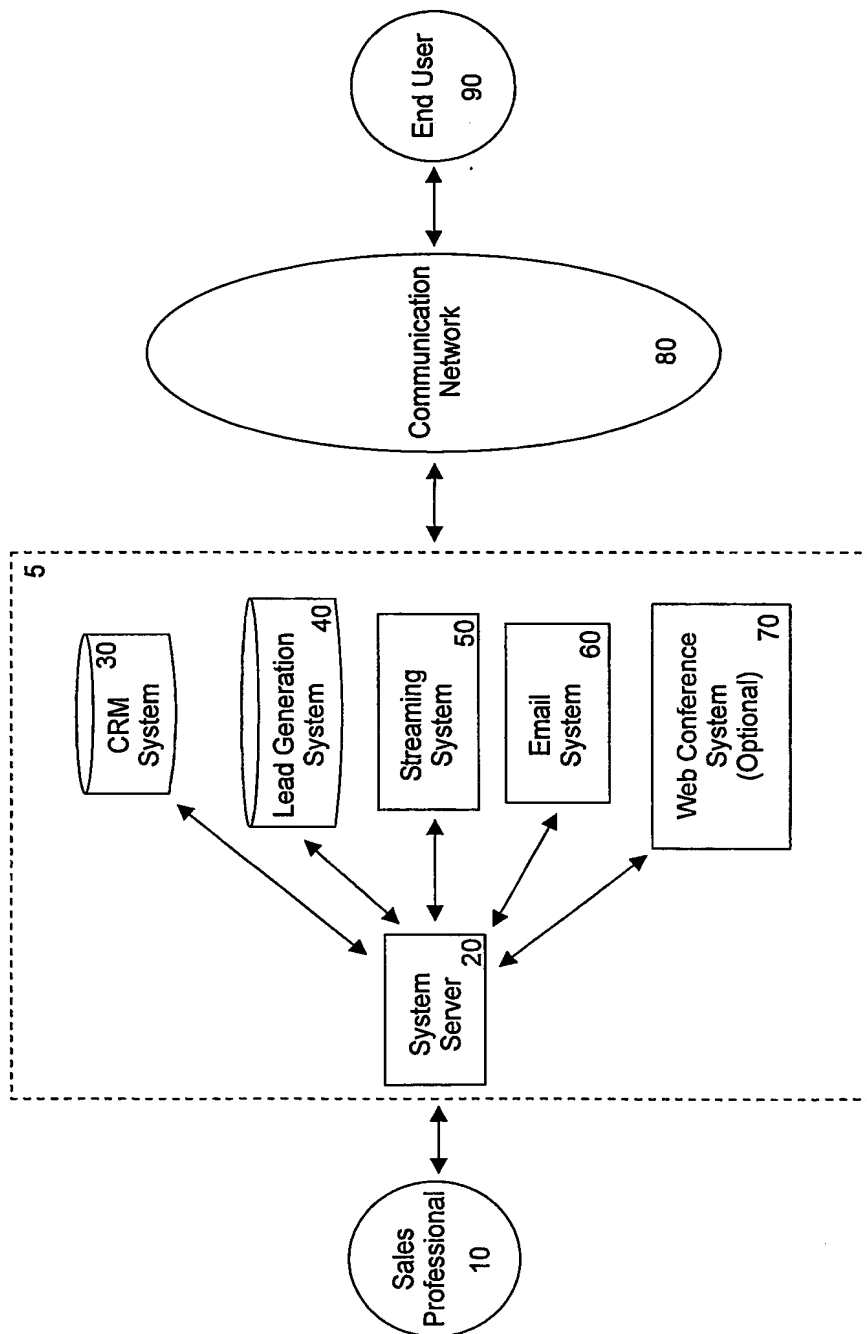 Sales
Professional
10
5
System
Server
20
CRM
System
30
Lead Generation
System
40
Streaming
System
50
Email
System
60
Web Conference
System
(Optional)
70
Communication
Network
80
End User
90